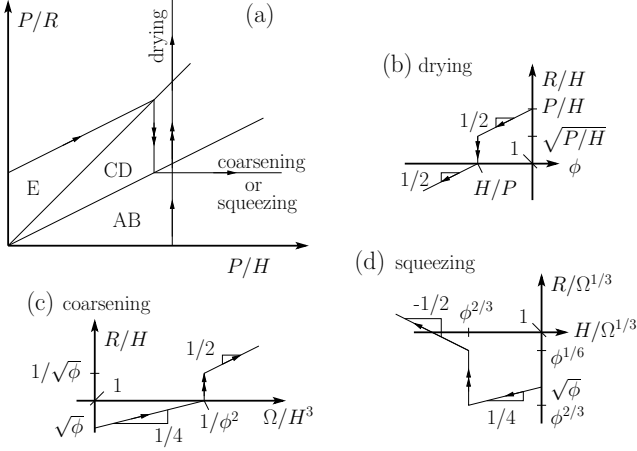 P/R
(a)
drying
E
CD
AB
coarsening
or
squeezing
P/H
(b) drying
R/H
P/H
1/2
√(P/H)
1
1/2
H/P
ϕ
(c) coarsening
R/H
1/2
1/√ϕ
1
√ϕ
1/4
1/ϕ²
Ω/H³
(d) squeezing
R/Ω^{1/3}
-1/2
ϕ^{2/3}
1
H/Ω^{1/3}
ϕ^{1/6}
√ϕ
1/4
ϕ^{2/3}